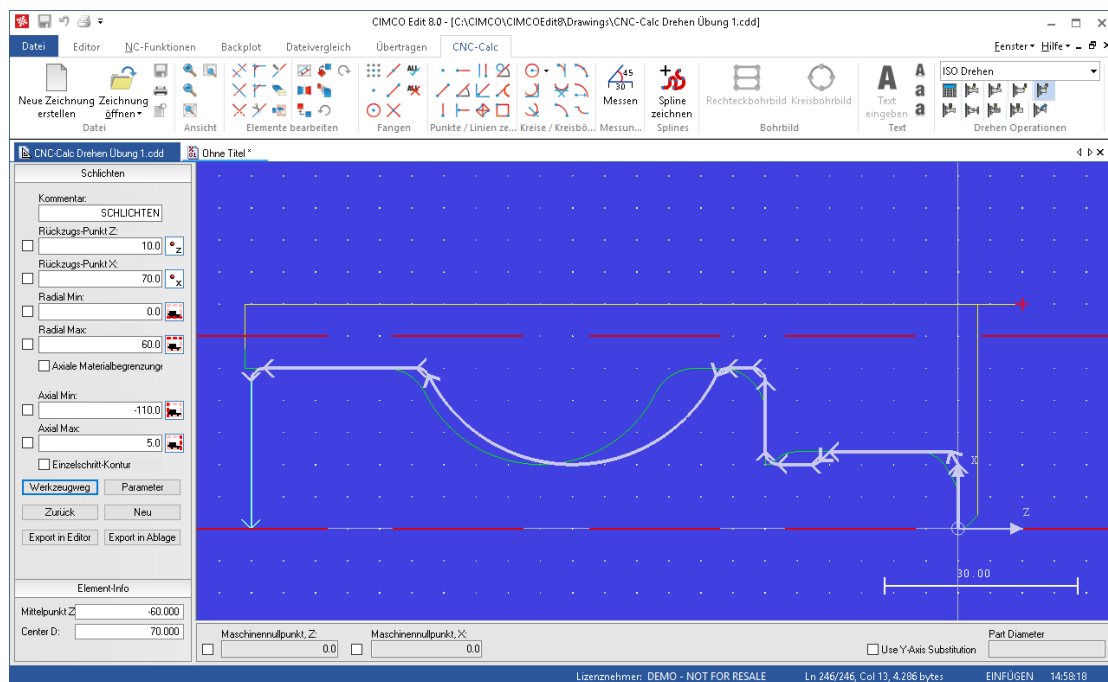 CIMCO Edit 8.0 - [C:\CIMCO\CIMCOEdit8\Drawings\CNC-Calc Drehen Übung 1.cdd]
Datei Editor NC-Funktionen Backplot Dateivergleich Übertragen CNC-Calc Fenster Hilfe
ISO Drehen
Neue Zeichnung erstellen
Zeichnung öffnen
Messen
Spline zeichnen
Rechteckbohrbild Kreisbohrbild
Text eingeben
Datei Ansicht Elemente bearbeiten Fangen Punkte / Linien ze... Kreise / Kreisbö... Messun... Splines Bohrbild Text Drehen Operationen
CNC-Calc Drehen Übung 1.cdd Ohne Titel *
Schlichten
Kommentar:
SCHLICHTEN
Rückzugs-Punkt Z:
10.0
Rückzugs-Punkt X:
70.0
Radial Min:
0.0
Radial Max:
60.0
Axiale Materialbegrenzunge
Axial Min:
-110.0
Axial Max:
5.0
Einzelschritt-Kontur
Werkzeugweg Parameter
Zurück Neu
Export in Editor Export in Ablage
X
Z
30.00
Element-Info
Mittelpunkt Z -60.000
Center D: 70.000
Maschinennullpunkt, Z: Maschinennullpunkt, X: Part Diameter
0.0 0.0 Use Y-Axis Substitution
Lizenznehmer: DEMO - NOT FOR RESALE Ln 246/246, Col 13, 4.286 bytes EINFÜGEN 14:58:18